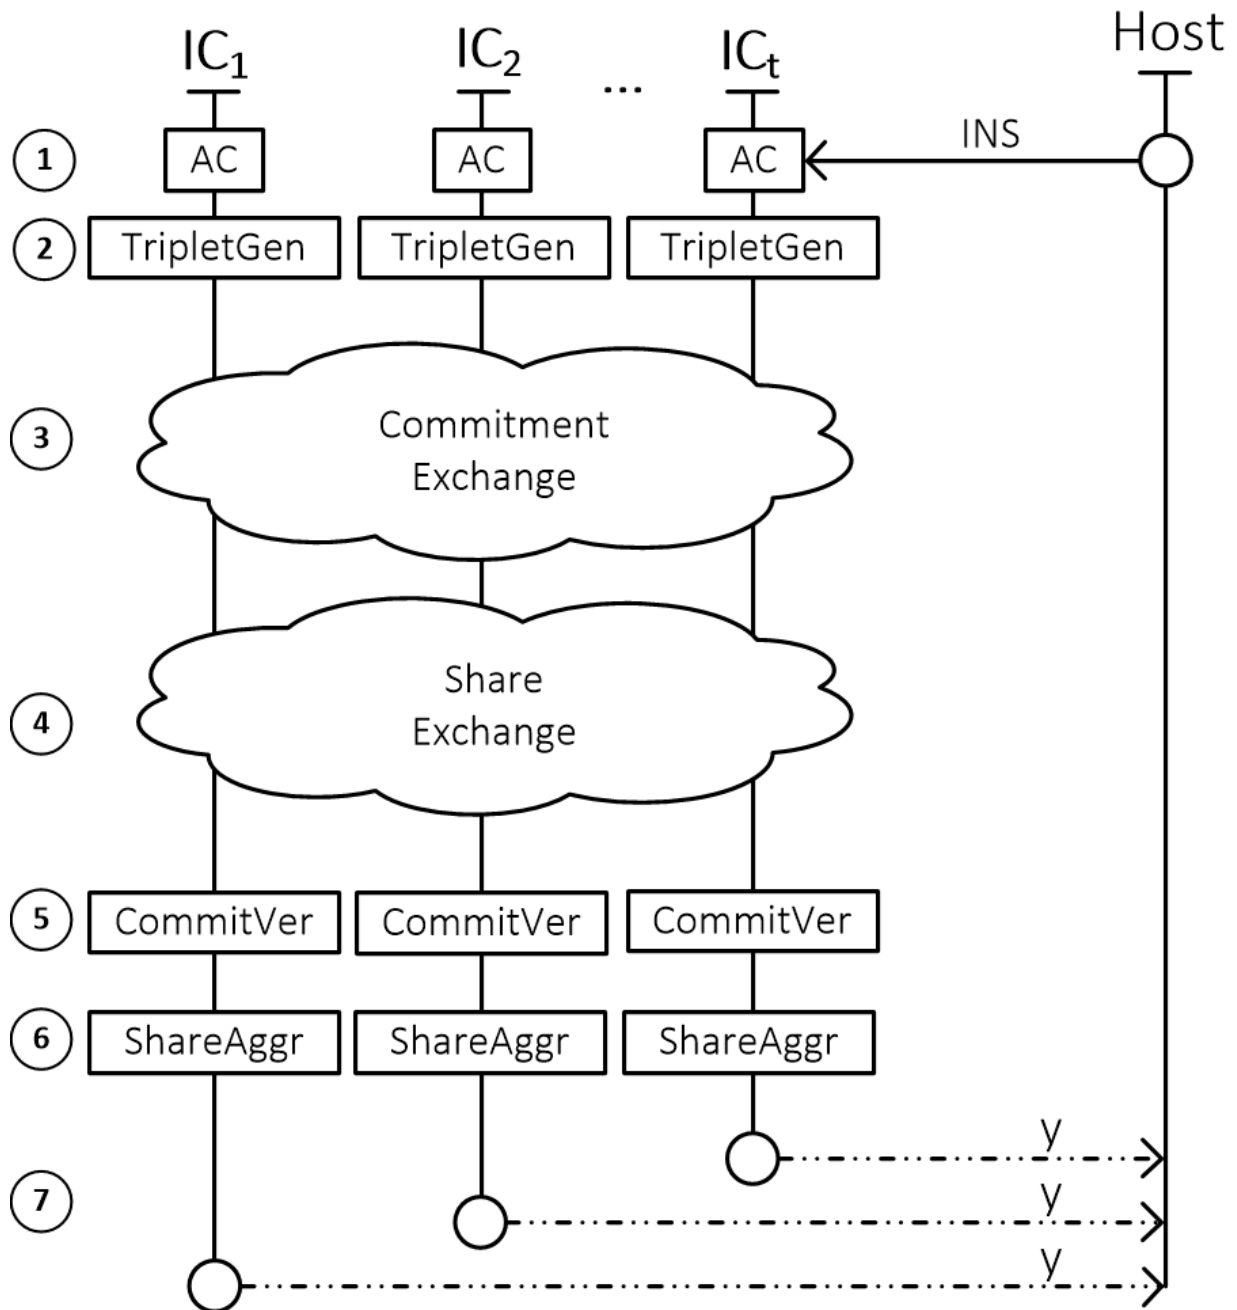 IC₁ IC₂ ... ICₜ Host
1 AC AC AC INS
2 TripletGen TripletGen TripletGen
3 Commitment
Exchange
4 Share
Exchange
5 CommitVer CommitVer CommitVer
6 ShareAggr ShareAggr ShareAggr
y
7 y
y